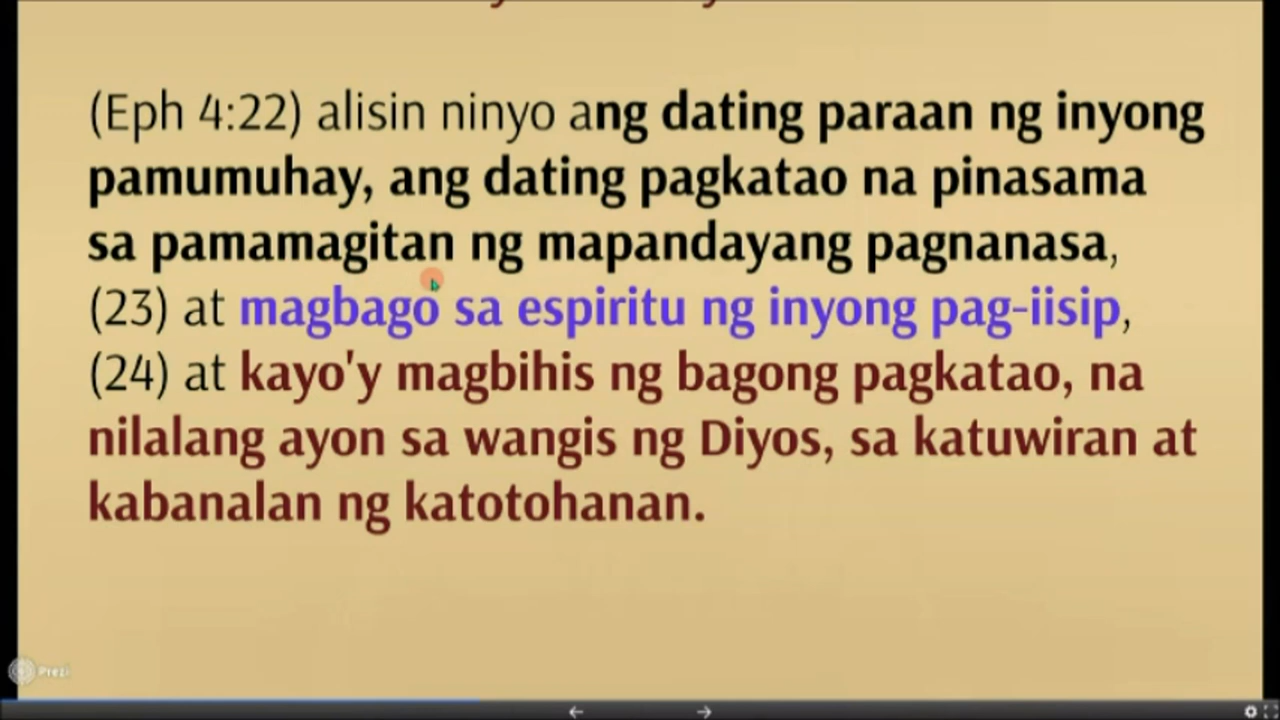 (Eph 4:22) alisin ninyo ang dating paraan ng inyong
pamumuhay, ang dating pagkatao na pinasama
sa pamamagitan ng mapandayang pagnanasa,
(23) at magbago sa espiritu ng inyong pag-iisip,
(24) at kayo'y magbihis ng bagong pagkatao, na
nilalang ayon sa wangis ng Diyos, sa katuwiran at
kabanalan ng katotohanan.
Prezi